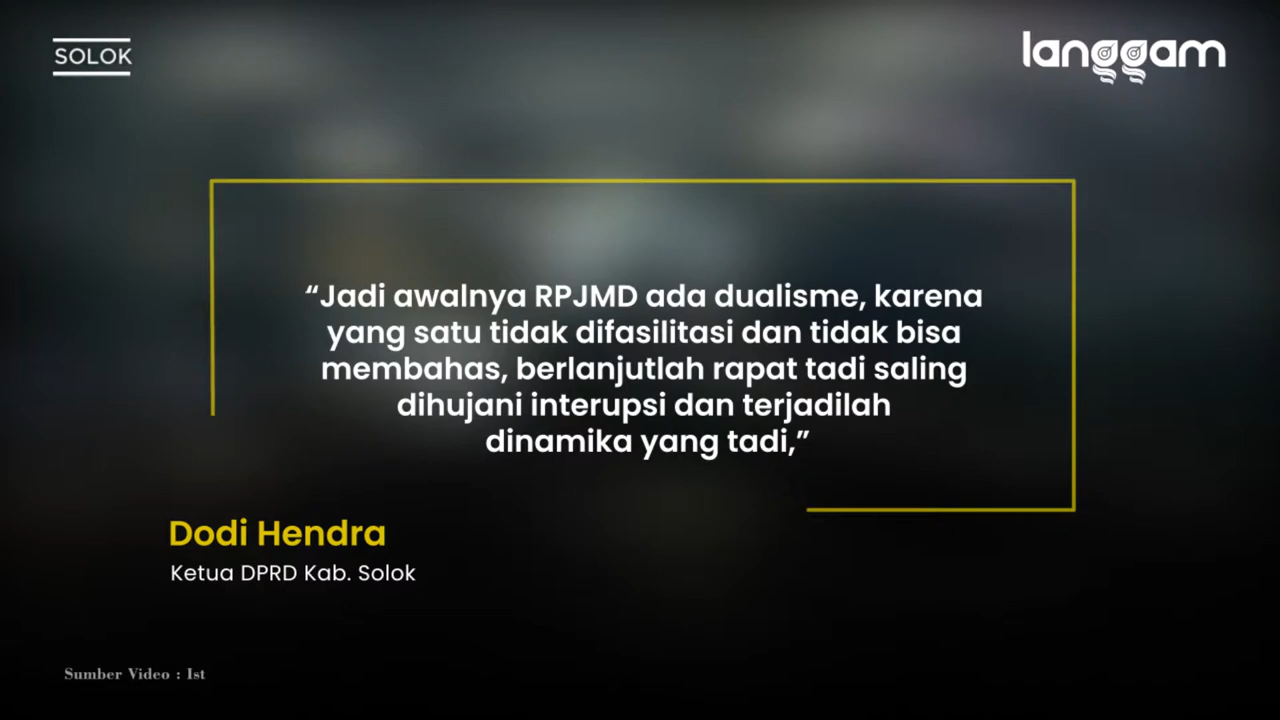 SOLOK
langgam
“Jadi awalnya RPJMD ada dualisme, karena
yang satu tidak difasilitasi dan tidak bisa
membahas, berlanjutlah rapat tadi saling
dihujani interupsi dan terjadilah
dinamika yang tadi,”
Dodi Hendra
Ketua DPRD Kab. Solok
Sumber Video : Ist